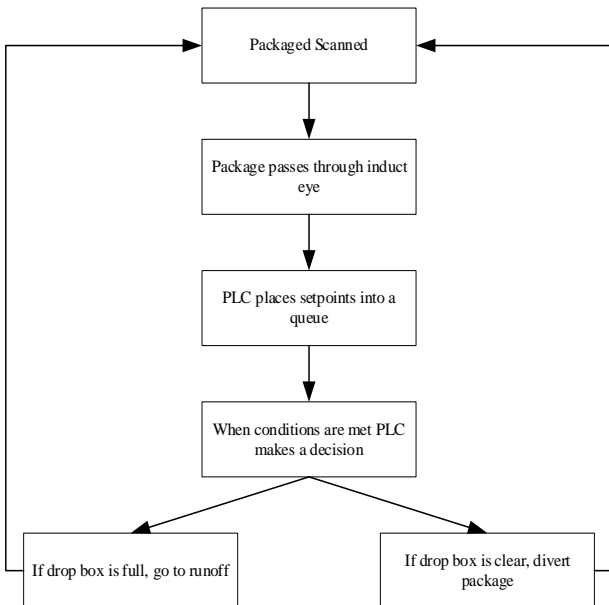 Packaged Scanned
Package passes through induct
eye
PLC places setpoints into a
queue
When conditions are met PLC
makes a decision
If drop box is full, go to runoff
If drop box is clear, divert
package